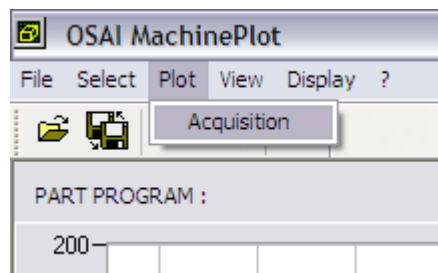 OSAI MachinePlot
File Select Plot View Display ?
Acquisition
PART PROGRAM :
200